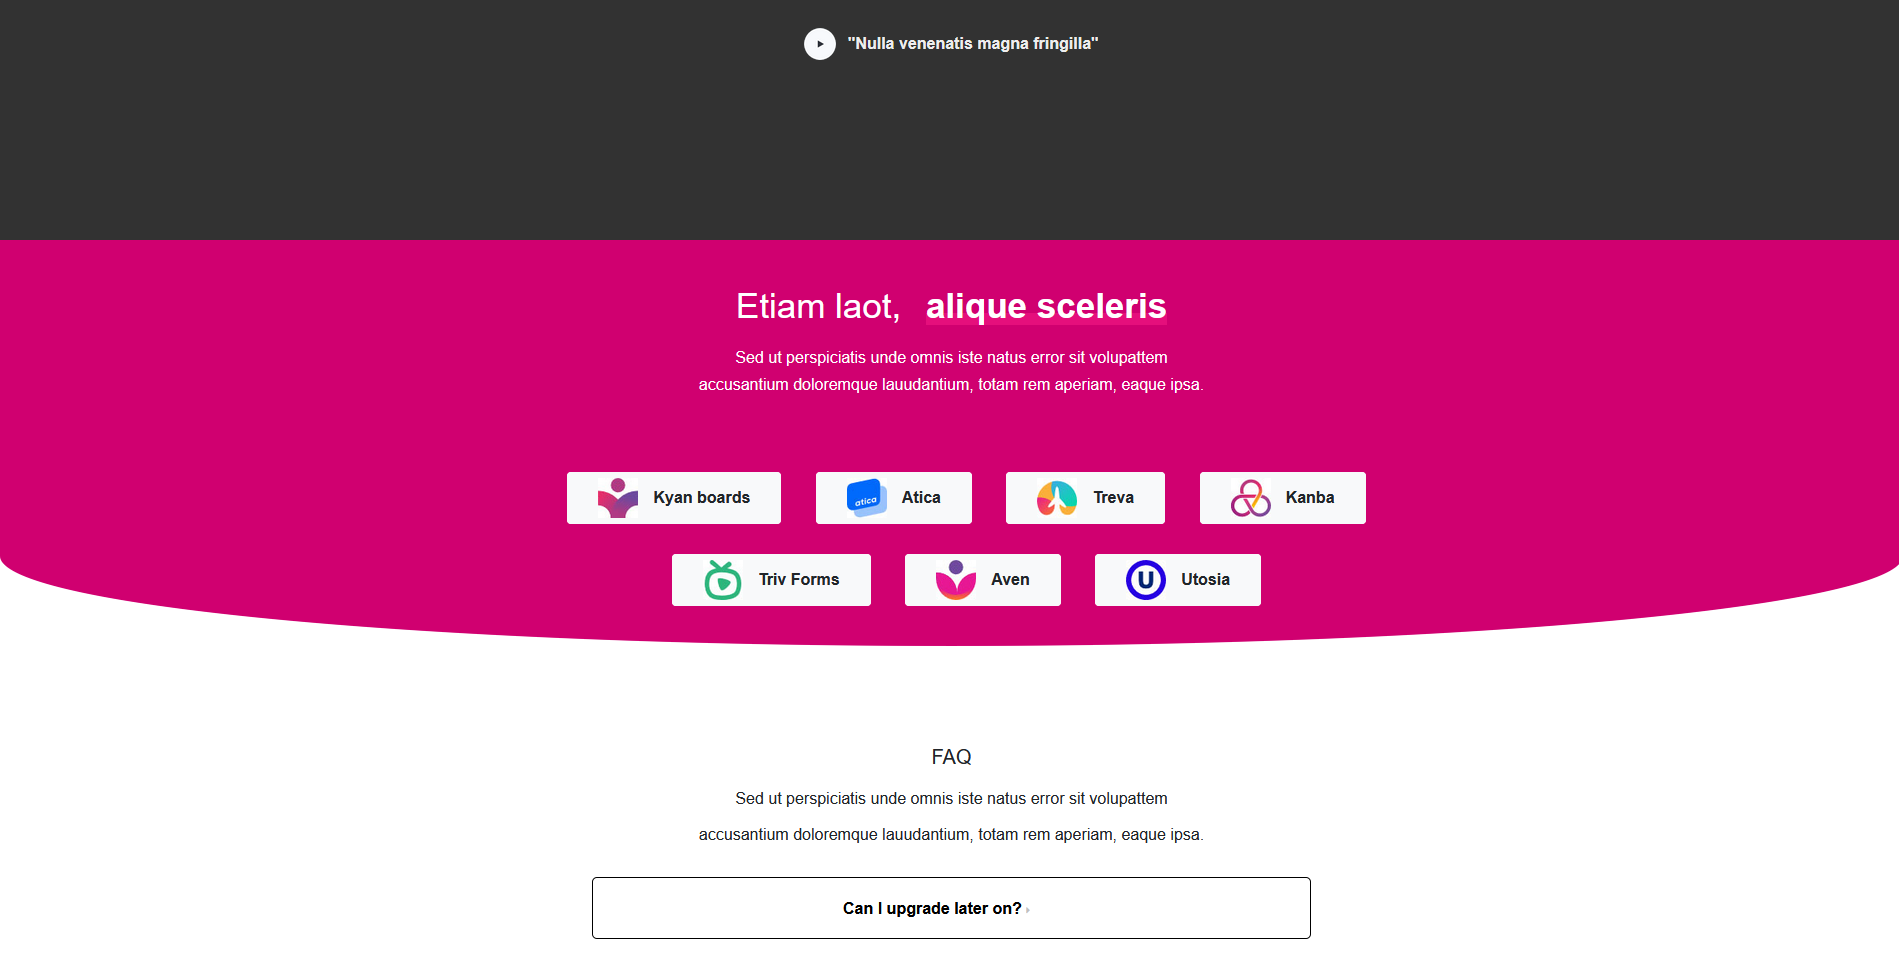 "Nulla venenatis magna fringilla"
Etiam laot, alique sceleris
Sed ut perspiciatis unde omnis iste natus error sit volupattem
accusantium doloremque lauudantium, totam rem aperiam, eaque ipsa.
Kyan boards
atica Atica
Treva
Kanba
Triv Forms
Aven
U Utosia
FAQ
Sed ut perspiciatis unde omnis iste natus error sit volupattem
accusantium doloremque lauudantium, totam rem aperiam, eaque ipsa.
Can I upgrade later on?